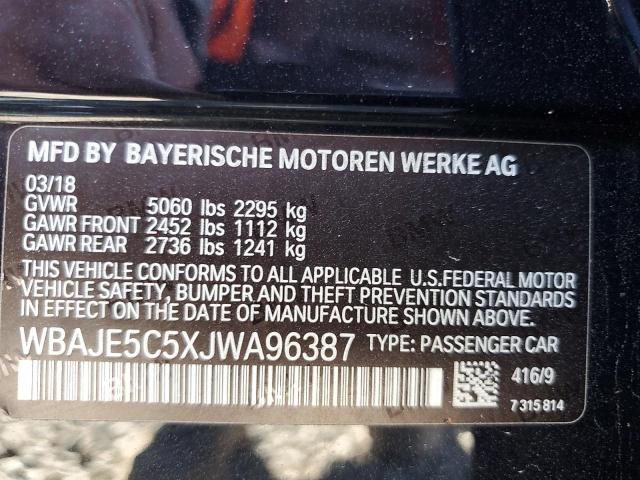 MFD BY BAYERISCHE MOTOREN WERKE AG
03/18
GVWR 5060 lbs 2295 kg
GAWR FRONT 2452 lbs 1112 kg
GAWR REAR 2736 lbs 1241 kg
THIS VEHICLE CONFORMS TO ALL APPLICABLE U.S.FEDERAL MOTOR
VEHICLE SAFETY, BUMPER AND THEFT PREVENTION STANDARDS
IN EFFECT ON THE DATE OF MANUFACTURE SHOWN ABOVE.
WBAJE5C5XJWA96387 TYPE: PASSENGER CAR
416/9
7 315 814